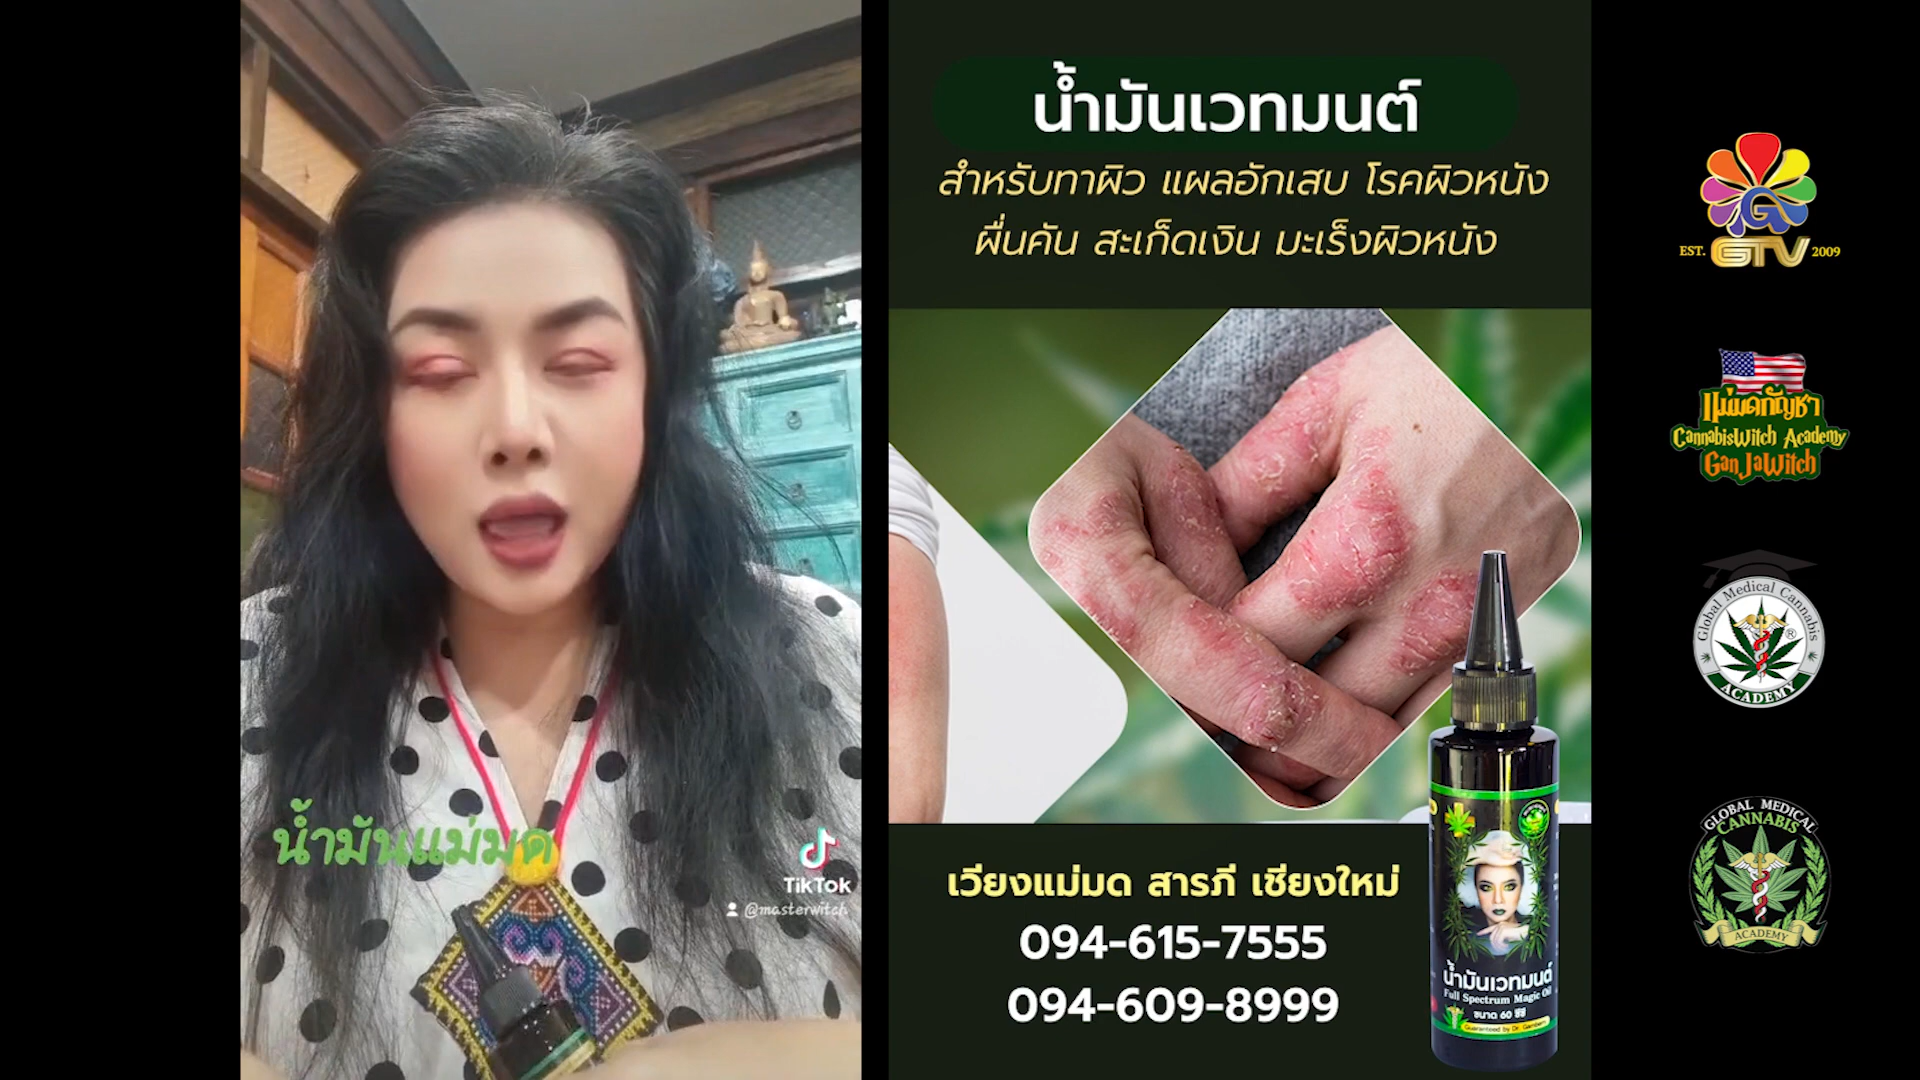 น้ำมันแม่มด
TikTok
@masterwitch
น้ำมันเวทมนต์
สำหรับทาผิว แผลอักเสบ โรคผิวหนัง
ผื่นคัน สะเก็ดเงิน มะเร็งผิวหนัง
เวียงแม่มด สารภี เชียงใหม่
094-615-7555
094-609-8999
น้ำมันเวทมนต์
Full Spectrum Magic Oil
ขนาด 60 ซีซี
Guaranteed by Dr. Ganbern
G
EST. GTV 2009
แม่มดกัญชา
CannabisWitch Academy
GanJaWitch
Global Medical Cannabis
®
ACADEMY
GLOBAL MEDICAL
CANNABIS
ACADEMY